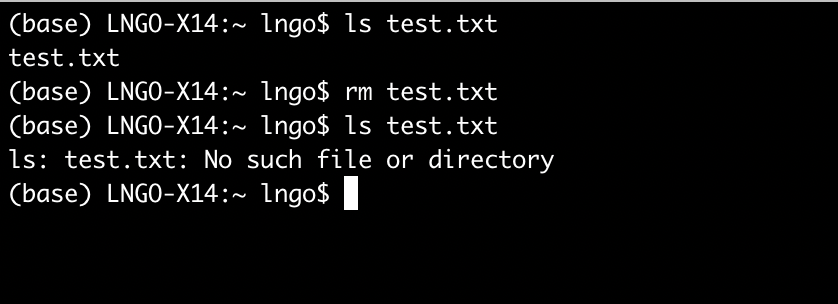 (base) LNGO-X14:~ lngo$ ls test.txt
test.txt
(base) LNGO-X14:~ lngo$ rm test.txt
(base) LNGO-X14:~ lngo$ ls test.txt
ls: test.txt: No such file or directory
(base) LNGO-X14:~ lngo$